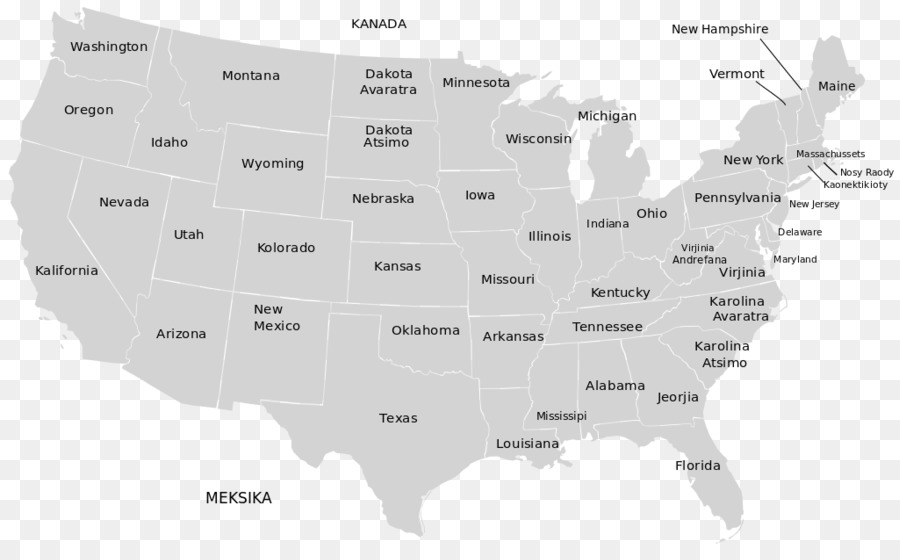 KANADA
New Hampshire
Washington
Vermont
Montana
Dakota
Avaratra
Minnesota
Maine
Oregon
Michigan
Dakota
Atsimo
Idaho
Wisconsin
Wyoming
New York
Massachussets
Nosy Raody
Kaonektikioty
Nevada
Nebraska
Iowa
Pennsylvania
New Jersey
Ohio
Indiana
Utah
Illinois
Delaware
Kolorado
Virjinia
Andrefana
Maryland
Kalifornia
Kansas
Virjinia
Missouri
Kentucky
Karolina
Avaratra
New
Mexico
Arizona
Oklahoma
Arkansas
Tennessee
Karolina
Atsimo
Alabama
Jeorjia
Texas
Mississipi
Louisiana
Florida
MEKSIKA